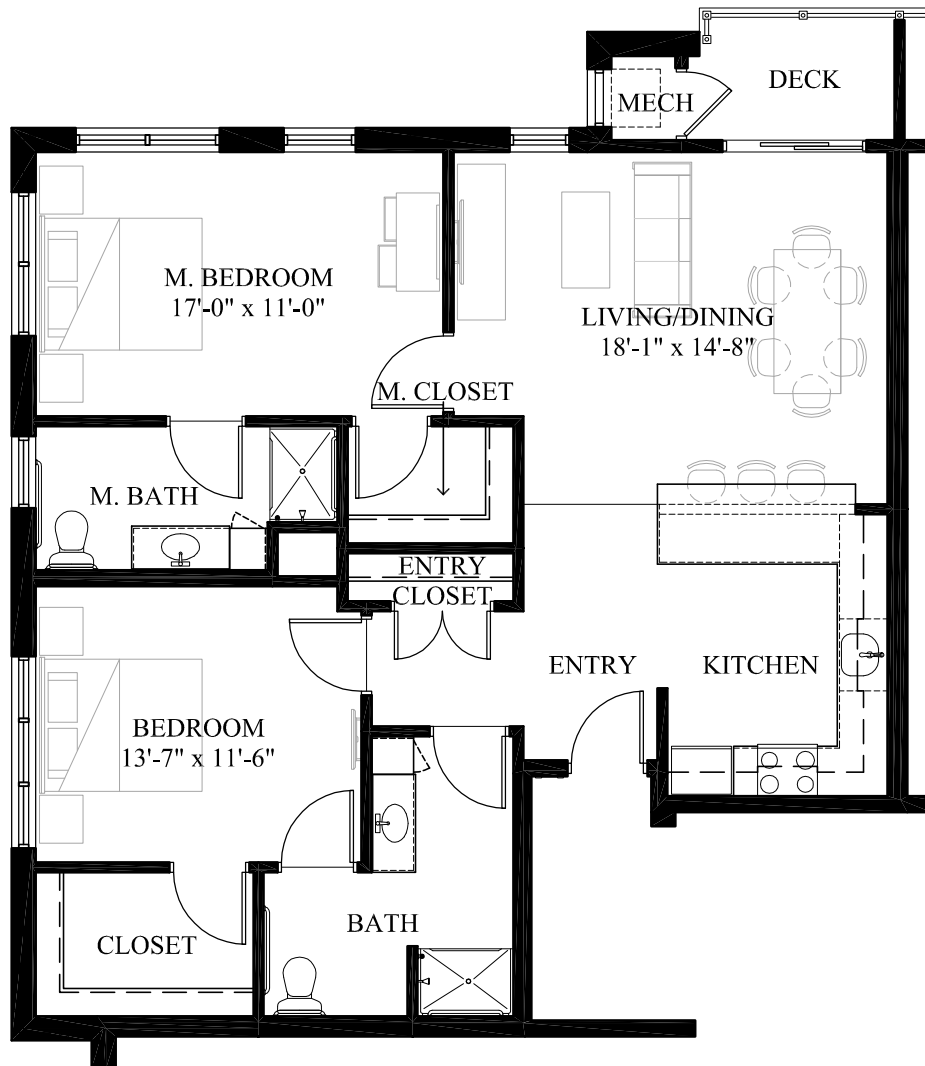 DECK
MECH
M. BEDROOM
17'-0" x 11'-0"
LIVING/DINING
18'-1" x 14'-8"
M. CLOSET
M. BATH
ENTRY
CLOSET
ENTRY
KITCHEN
BEDROOM
13'-7" x 11'-6"
BATH
CLOSET